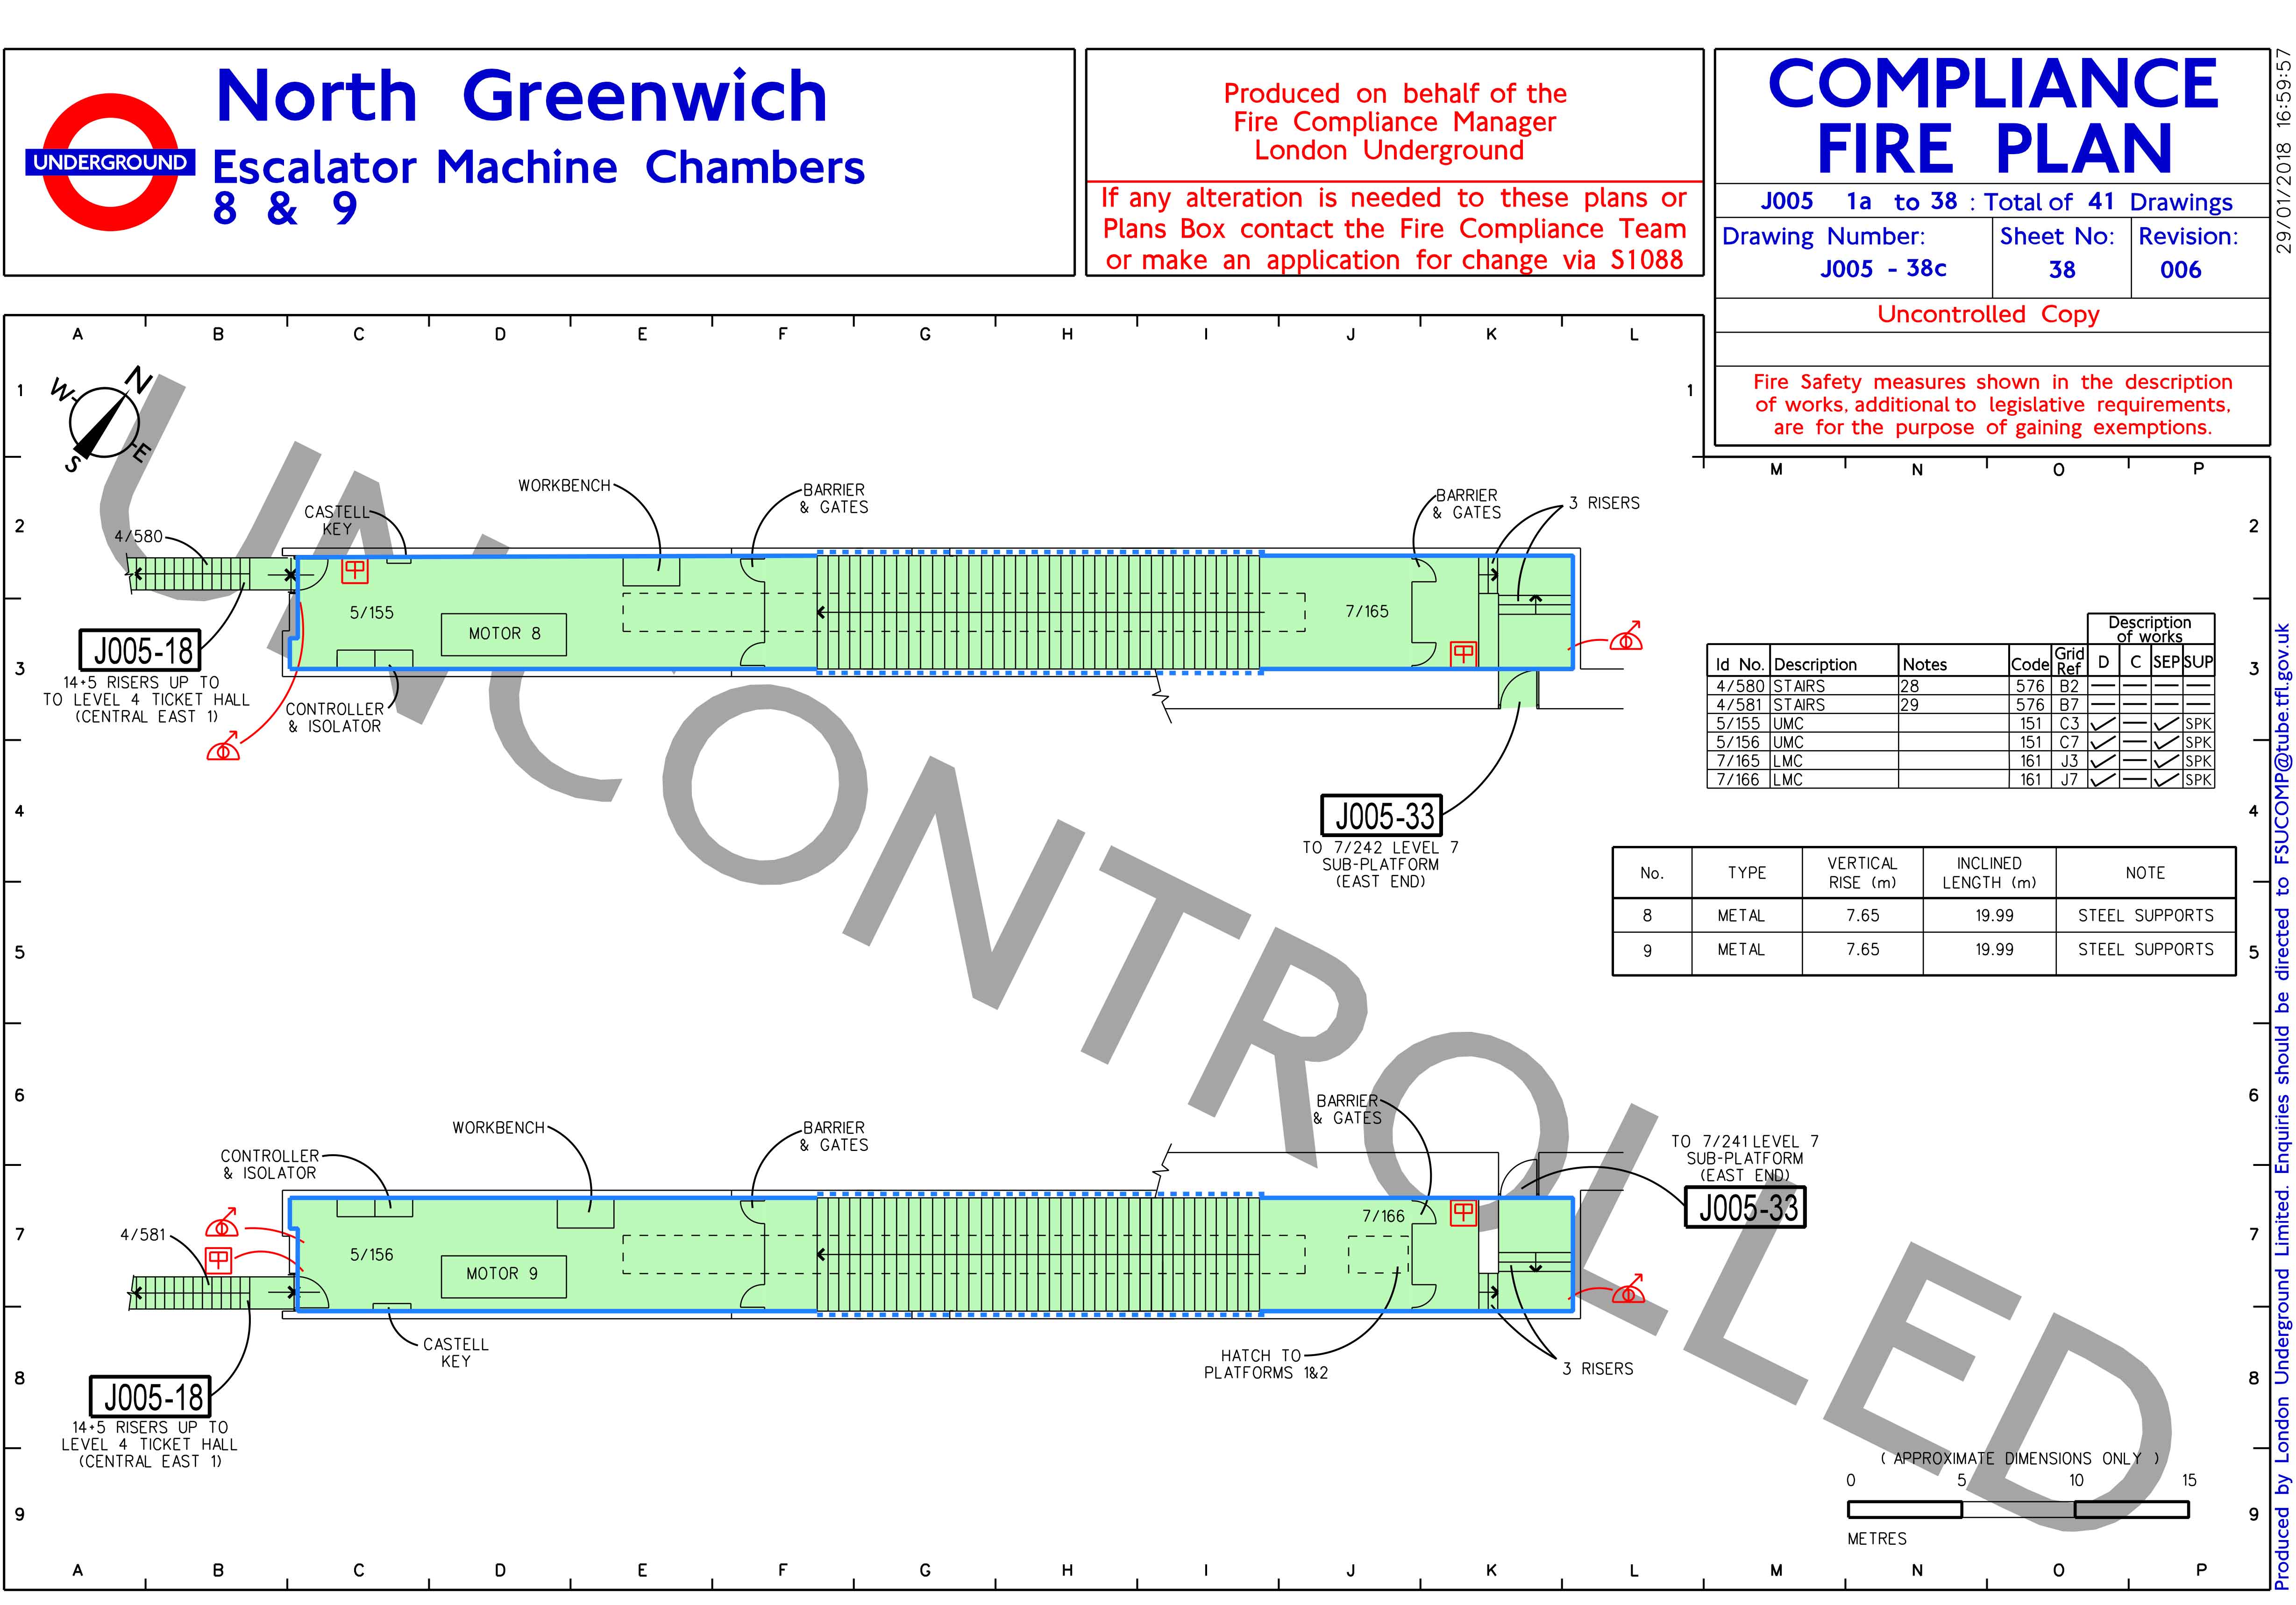 UNDERGROUND
North Greenwich
Escalator Machine Chambers
8 & 9
Produced on behalf of the
Fire Compliance Manager
London Underground
If any alteration is needed to these plans or
Plans Box contact the Fire Compliance Team
or make an application for change via S1088
COMPLIANCE
FIRE PLAN
J005 1a to 38 : Total of 41 Drawings
Drawing Number:
J005 - 38c
Sheet No:
38
Revision:
006
Uncontrolled Copy
Fire Safety measures shown in the description
of works, additional to legislative requirements,
are for the purpose of gaining exemptions.
29/01/2018 16:59:57
A B C D E F G H I J K L
M N O P
1 1
2 2
3 3
4 4
5 5
6 6
7 7
8 8
9 9
N
W
E
S
UNCONTROLLED
4/580
CASTELL
KEY
WORKBENCH
BARRIER
& GATES
BARRIER
& GATES
3 RISERS
5/155
MOTOR 8
7/165
J005-18
14+5 RISERS UP TO
TO LEVEL 4 TICKET HALL
(CENTRAL EAST 1)
CONTROLLER
& ISOLATOR
J005-33
TO 7/242 LEVEL 7
SUB-PLATFORM
(EAST END)
Description
of works
Id No. Description Notes Code Grid Ref D C SEP SUP
4/580 STAIRS 28 576 B2 — — — —
4/581 STAIRS 29 576 B7 — — — —
5/155 UMC 151 C3 ✓ — ✓ SPK
5/156 UMC 151 C7 ✓ — ✓ SPK
7/165 LMC 161 J3 ✓ — ✓ SPK
7/166 LMC 161 J7 ✓ — ✓ SPK
No. TYPE VERTICAL RISE (m) INCLINED LENGTH (m) NOTE
8 METAL 7.65 19.99 STEEL SUPPORTS
9 METAL 7.65 19.99 STEEL SUPPORTS
CONTROLLER
& ISOLATOR
WORKBENCH
BARRIER
& GATES
BARRIER
& GATES
TO 7/241 LEVEL 7
SUB-PLATFORM
(EAST END)
J005-33
4/581
5/156
MOTOR 9
7/166
CASTELL
KEY
HATCH TO
PLATFORMS 1&2
3 RISERS
J005-18
14+5 RISERS UP TO
LEVEL 4 TICKET HALL
(CENTRAL EAST 1)
( APPROXIMATE DIMENSIONS ONLY )
0 5 10 15
METRES
A B C D E F G H I J K L M N O P
Produced by London Underground Limited. Enquiries should be directed to FSUCOMP@tube.tfl.gov.uk